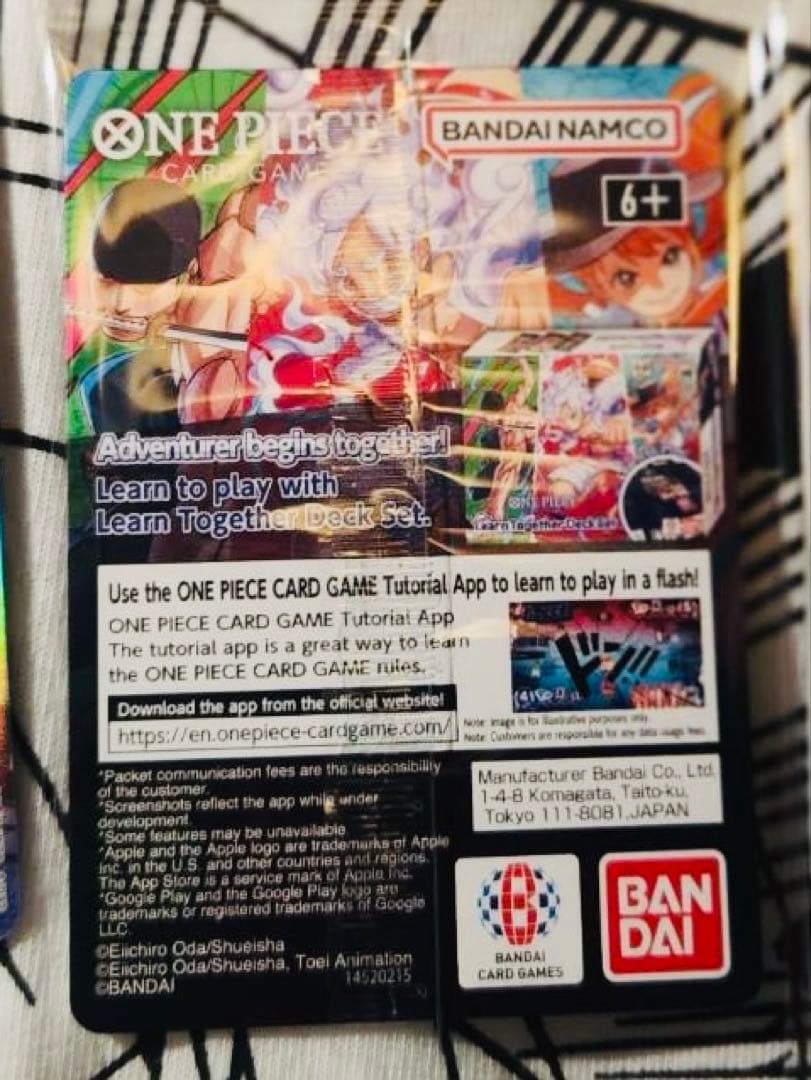 ONE PIECE
CARD GAME
BANDAI NAMCO
6+
Adventurer begins together!
Learn to play with
Learn Together Deck Set.
ONE PIECE
Learn Together Deck Set
Use the ONE PIECE CARD GAME Tutorial App to learn to play in a flash!
ONE PIECE CARD GAME Tutorial App
The tutorial app is a great way to learn
the ONE PIECE CARD GAME rules.
ドン!!
Download the app from the official website!
https://en.onepiece-cardgame.com/
Note: Image is for illustrative purposes only.
Note: Customers are responsible for any data usage fees.
*Packet communication fees are the responsibility
of the customer.
*Screenshots reflect the app while under
development.
*Some features may be unavailable
*Apple and the Apple logo are trademarks of Apple
Inc. in the U.S. and other countries and regions.
The App Store is a service mark of Apple Inc.
*Google Play and the Google Play logo are
trademarks or registered trademarks of Google
LLC.
©Eiichiro Oda/Shueisha
©Eiichiro Oda/Shueisha, Toei Animation
©BANDAI
14520215
Manufacturer Bandai Co., Ltd.
1-4-8 Komagata, Taito-ku,
Tokyo 111-8081,JAPAN
BANDAI
CARD GAMES
BAN
DAI